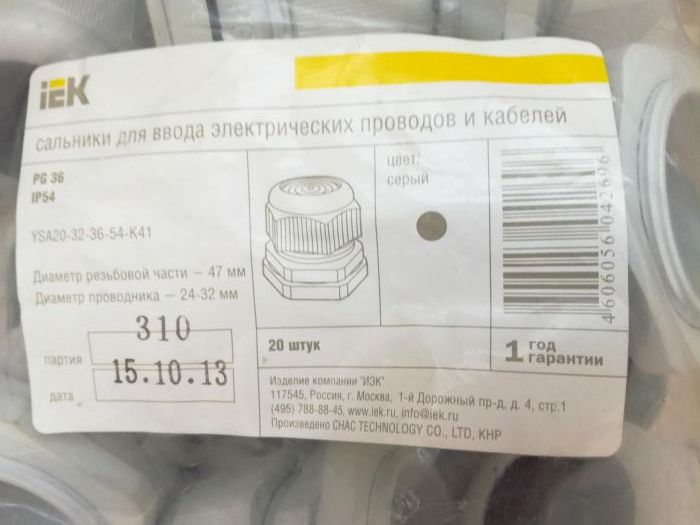 iEK
сальники для ввода электрических проводов и кабелей
PG 36
IP54
YSA20-32-36-54-K41
Диаметр резьбовой части – 47 мм
Диаметр проводника – 24-32 мм
партия 310
дата 15.10.13
цвет:
серый
4606056042696
20 штук
1 год гарантии
Изделие компании "ИЭК"
117545, Россия, г. Москва, 1-й Дорожный пр-д, д. 4, стр.1
(495) 788-88-45, www.iek.ru, info@iek.ru
Произведено CHAC TECHNOLOGY CO., LTD, КНР